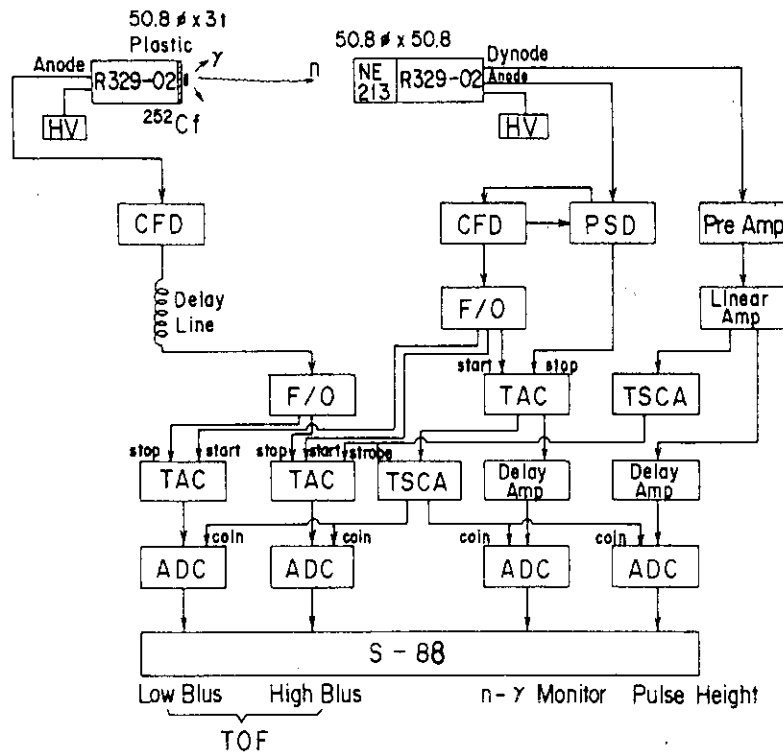 50.8 ø x 3t
Plastic
γ
n
50.8 ø x 50.8
Dynode
Anode
R329-02
NE
213
R329-02
Anode
HV
252Cf
HV
CFD
CFD
PSD
Pre Amp
Delay
Line
F/O
Linear
Amp
start
stop
F/O
TAC
TSCA
stop
start
stop
start
strobe
TAC
TAC
TSCA
Delay
Amp
Delay
Amp
coin
coin
coin
coin
ADC
ADC
ADC
ADC
S - 88
Low Blus
High Blus
n-γ Monitor
Pulse Height
TOF